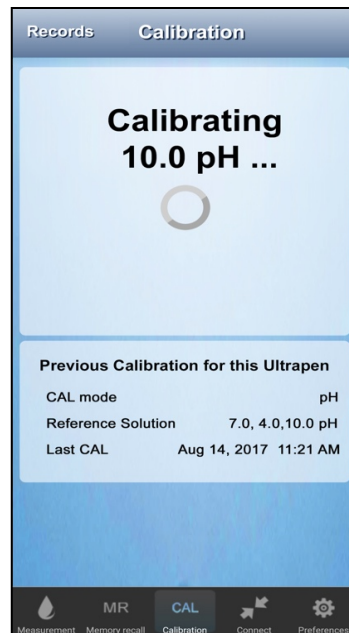 Records Calibration
Calibrating
10.0 pH ...
Previous Calibration for this Ultrapen
CAL mode pH
Reference Solution 7.0, 4.0,10.0 pH
Last CAL Aug 14, 2017 11:21 AM
MR CAL
Measurement Memory recall Calibration Connect Preferences